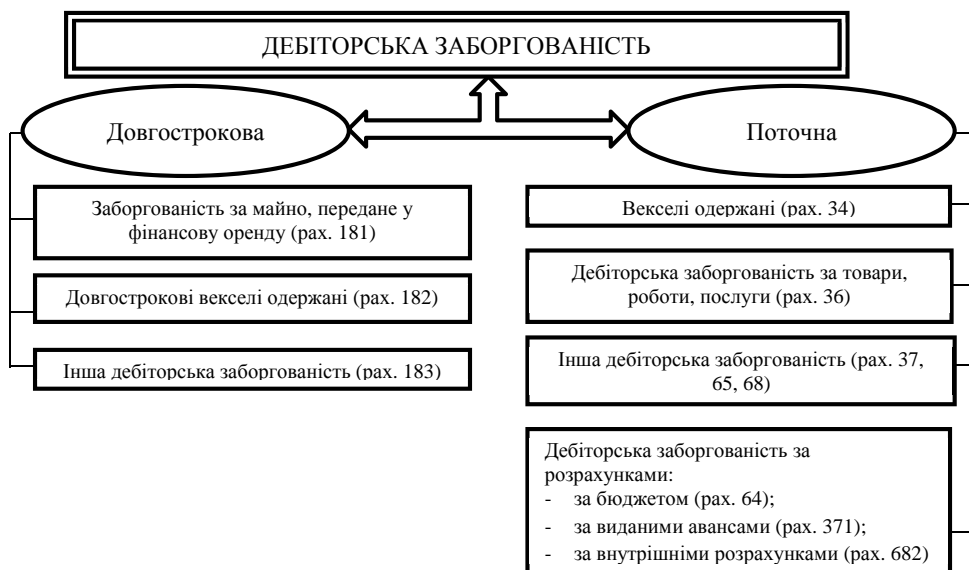 ДЕБІТОРСЬКА ЗАБОРГОВАНІСТЬ
Довгострокова
Заборгованість за майно, передане у
фінансову оренду (рах. 181)
Довгострокові векселі одержані (рах. 182)
Інша дебіторська заборгованість (рах. 183)
Поточна
Векселі одержані (рах. 34)
Дебіторська заборгованість за товари,
роботи, послуги (рах. 36)
Інша дебіторська заборгованість (рах. 37,
65, 68)
Дебіторська заборгованість за
розрахунками:
- за бюджетом (рах. 64);
- за виданими авансами (рах. 371);
- за внутрішніми розрахунками (рах. 682)